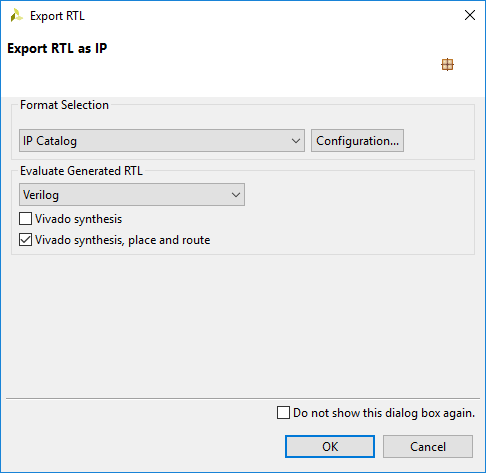 Export RTL
Export RTL as IP
Format Selection
IP Catalog
Configuration...
Evaluate Generated RTL
Verilog
Vivado synthesis
Vivado synthesis, place and route
Do not show this dialog box again.
OK
Cancel